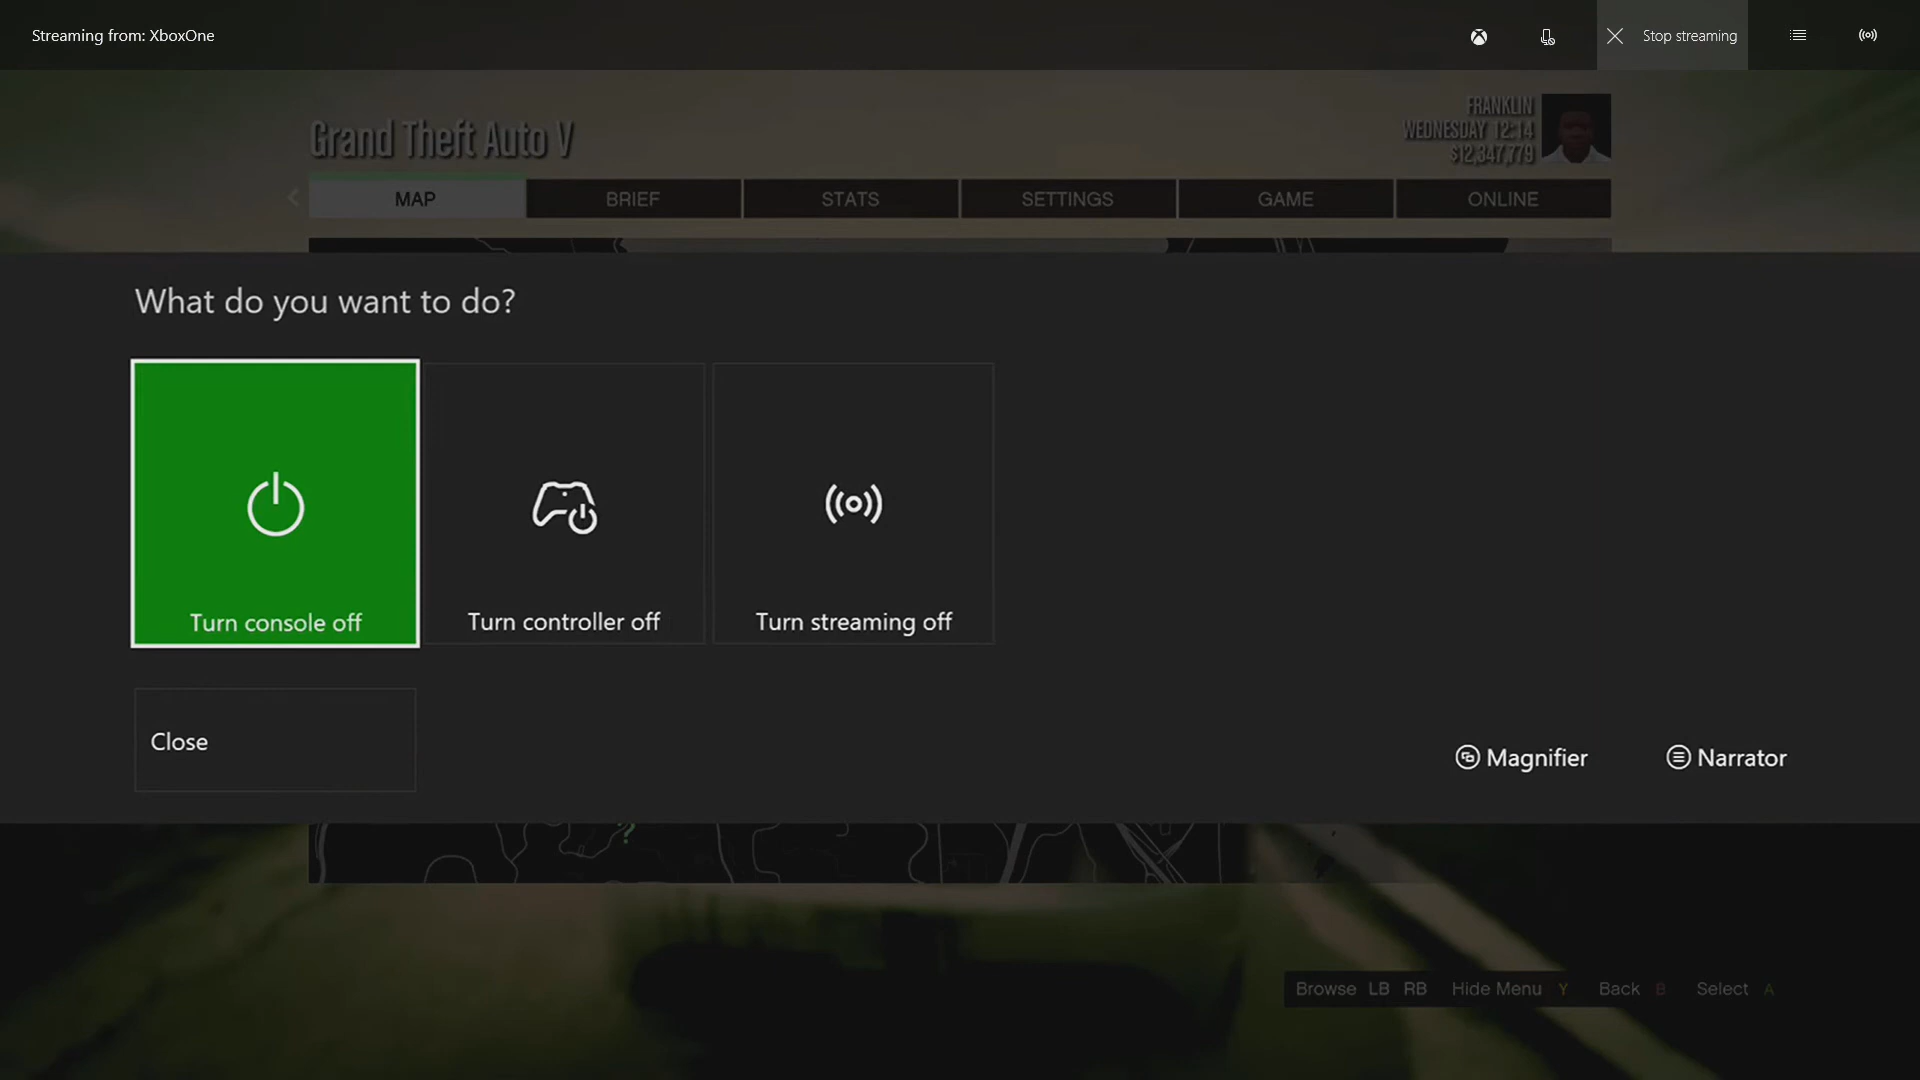 Streaming from: XboxOne
Stop streaming
Grand Theft Auto V
FRANKLIN
WEDNESDAY 12:14
$12,347,779
MAP
BRIEF
STATS
SETTINGS
GAME
ONLINE
What do you want to do?
Turn console off
Turn controller off
Turn streaming off
Close
Magnifier
Narrator
?
Browse LB RB Hide Menu Y Back B Select A